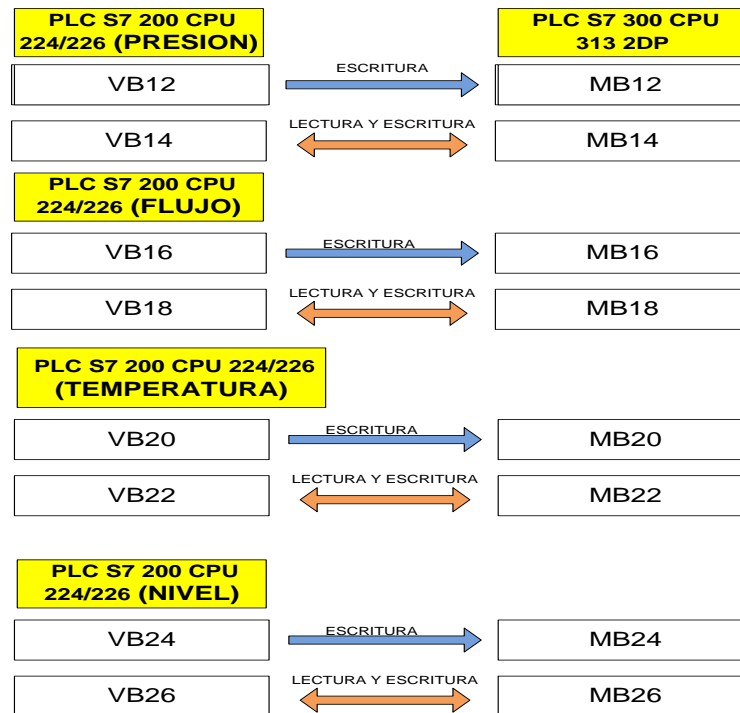 PLC S7 200 CPU
224/226 (PRESION)
PLC S7 300 CPU
313 2DP
VB12
ESCRITURA
MB12
VB14
LECTURA Y ESCRITURA
MB14
PLC S7 200 CPU
224/226 (FLUJO)
VB16
ESCRITURA
MB16
VB18
LECTURA Y ESCRITURA
MB18
PLC S7 200 CPU 224/226
(TEMPERATURA)
VB20
ESCRITURA
MB20
VB22
LECTURA Y ESCRITURA
MB22
PLC S7 200 CPU
224/226 (NIVEL)
VB24
ESCRITURA
MB24
VB26
LECTURA Y ESCRITURA
MB26